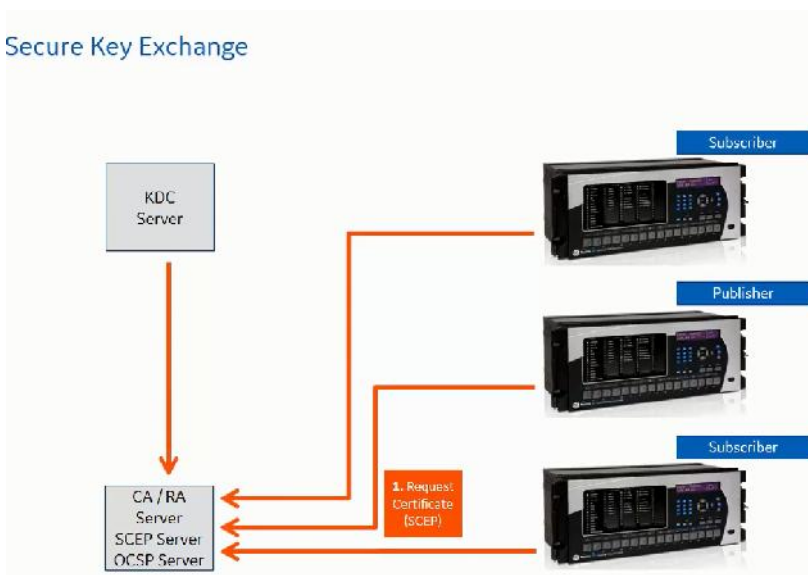 Secure Key Exchange
Subscriber
KDC
Server
Publisher
Subscriber
1. Request
Certificate
(SCEP)
CA / RA
Server
SCEP Server
OCSP Server